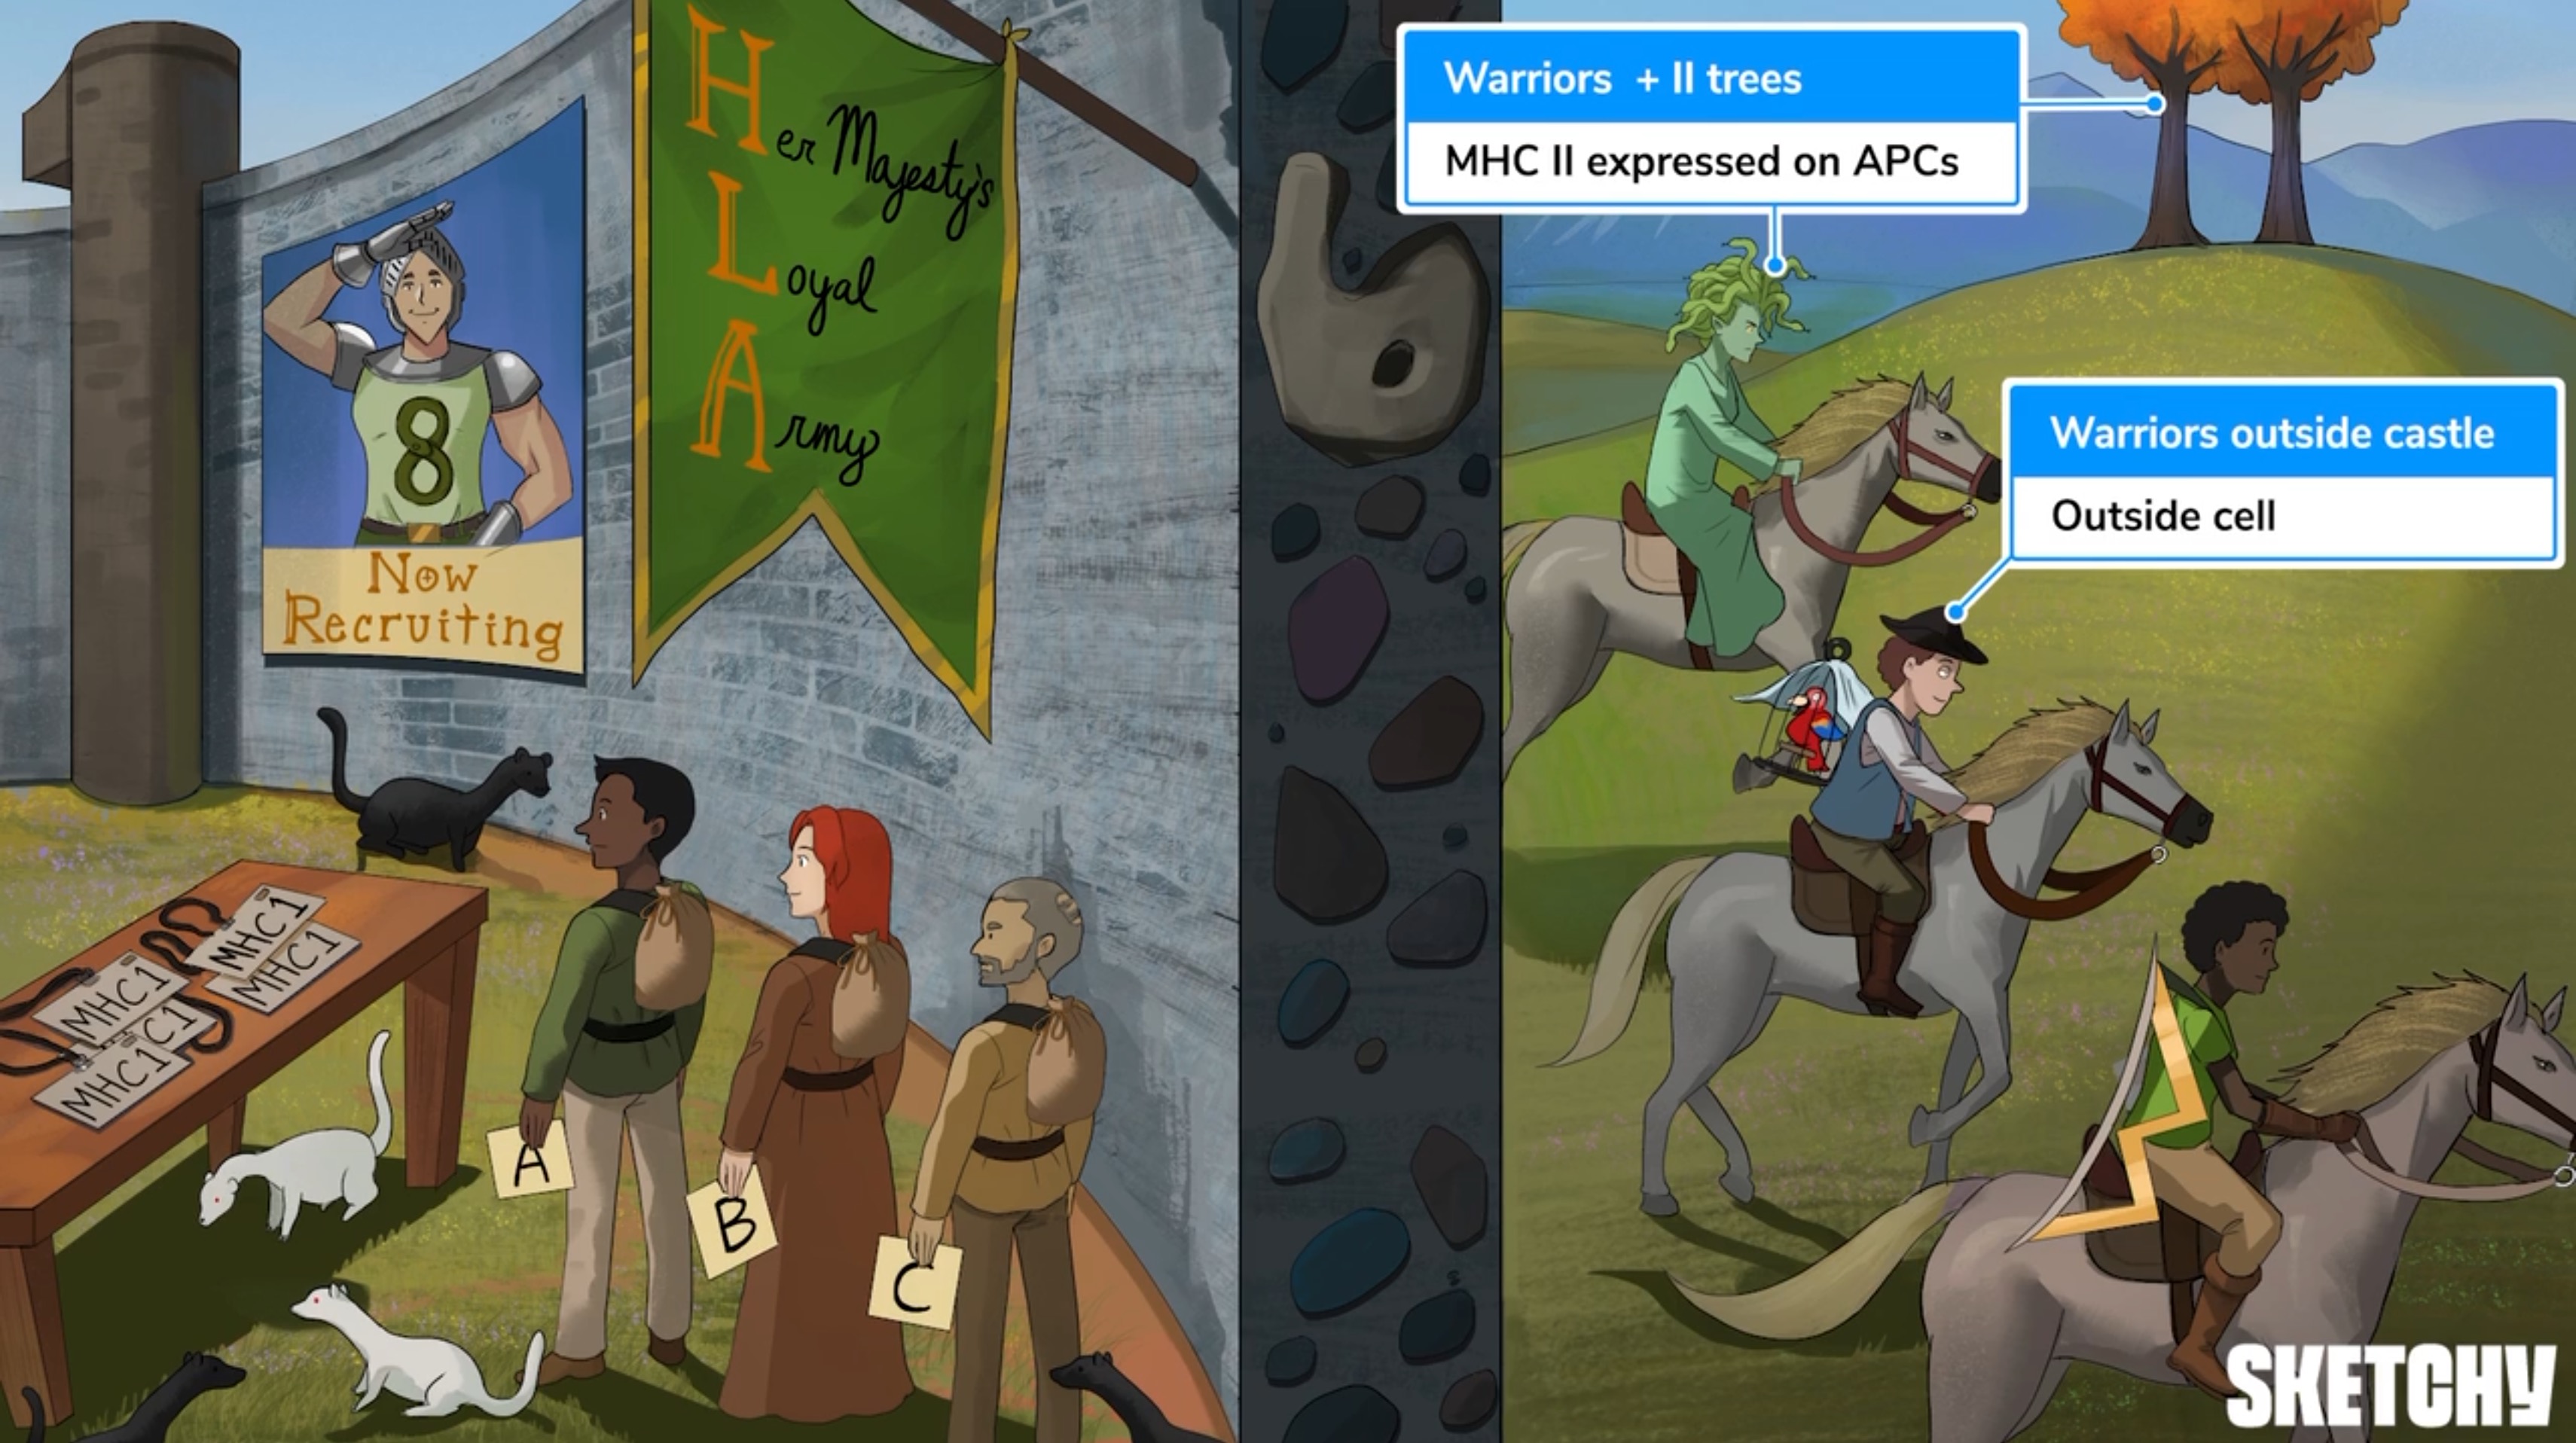 Her Majesty's
Loyal
Army
8
Now
Recruiting
Warriors + II trees
MHC II expressed on APCs
Warriors outside castle
Outside cell
MHC1
MHC1
MHC1
C1
MHC1
A
B
C
SKETCHY